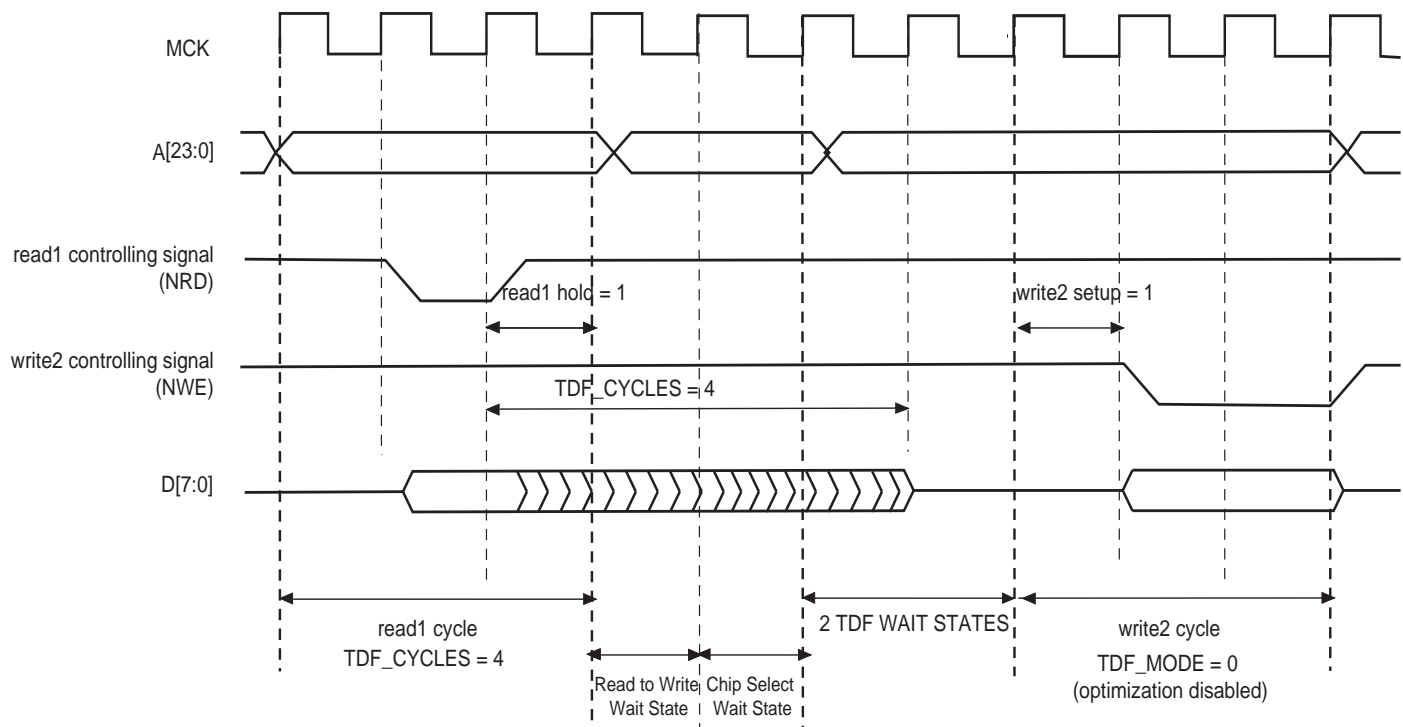 MCK
A[23:0]
read1 controlling signal
(NRD)
read1 hold = 1
write2 setup = 1
write2 controlling signal
(NWE)
TDF_CYCLES = 4
D[7:0]
read1 cycle
TDF_CYCLES = 4
Read to Write
Wait State
Chip Select
Wait State
2 TDF WAIT STATES
write2 cycle
TDF_MODE = 0
(optimization disabled)